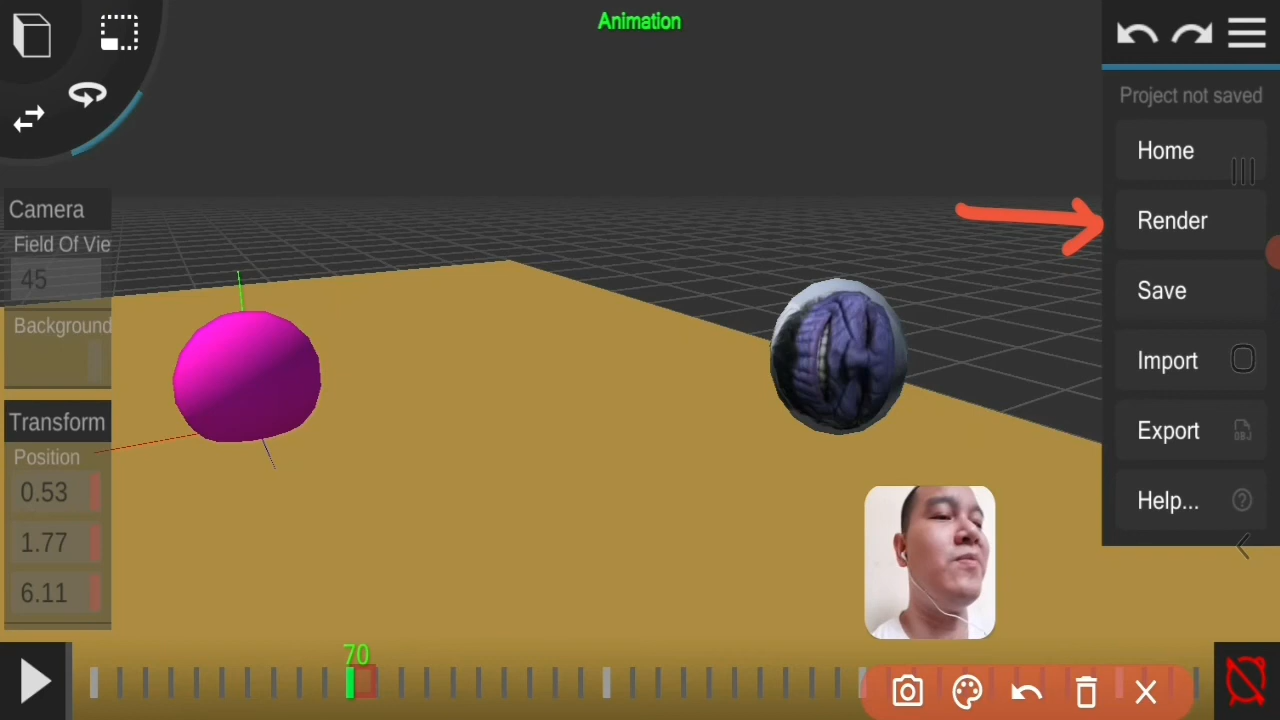 Animation
Project not saved
Home
Render
Save
Import
Export
OBJ
Help...
?
Camera
Field Of Vie
45
Background
Transform
Position
0.53
1.77
6.11
70